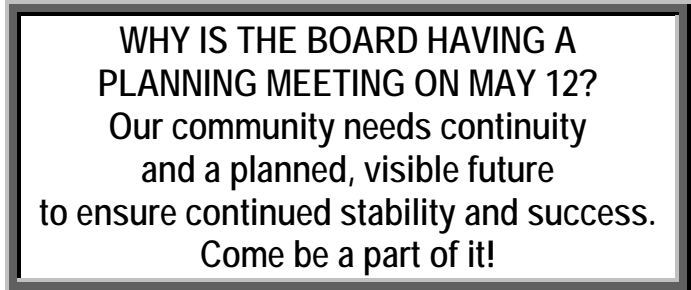 WHY IS THE BOARD HAVING A
PLANNING MEETING ON MAY 12?
Our community needs continuity
and a planned, visible future
to ensure continued stability and success.
Come be a part of it!